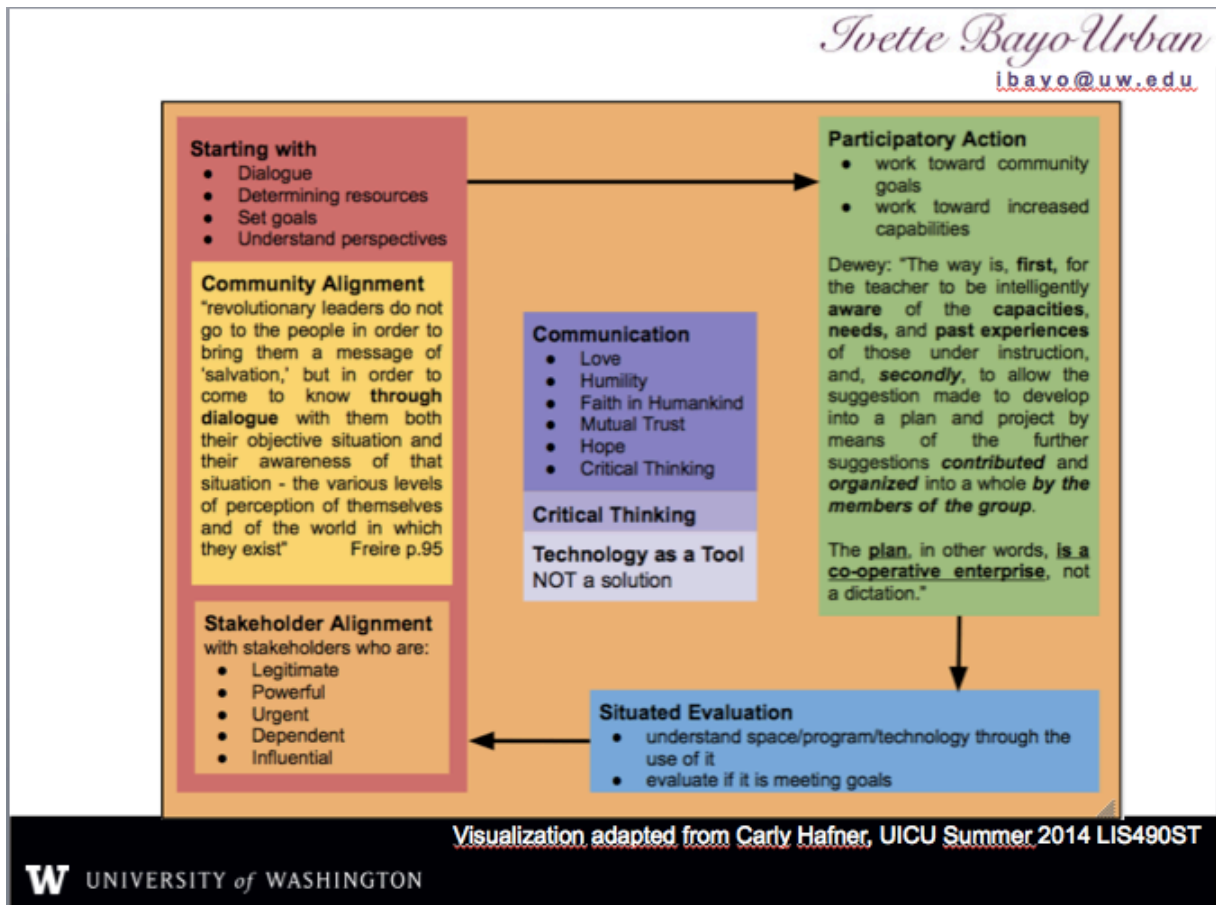 Ivette Bayo Urban
ibayo@uw.edu
Starting with
● Dialogue
● Determining resources
● Set goals
● Understand perspectives
Community Alignment
"revolutionary leaders do not
go to the people in order to
bring them a message of
'salvation,' but in order to
come to know through
dialogue with them both
their objective situation and
their awareness of that
situation - the various levels
of perception of themselves
and of the world in which
they exist" Freire p.95
Stakeholder Alignment
with stakeholders who are:
● Legitimate
● Powerful
● Urgent
● Dependent
● Influential
Communication
● Love
● Humility
● Faith in Humankind
● Mutual Trust
● Hope
● Critical Thinking
Critical Thinking
Technology as a Tool
NOT a solution
Participatory Action
● work toward community
goals
● work toward increased
capabilities
Dewey: "The way is, first, for
the teacher to be intelligently
aware of the capacities,
needs, and past experiences
of those under instruction,
and, secondly, to allow the
suggestion made to develop
into a plan and project by
means of the further
suggestions contributed and
organized into a whole by the
members of the group.
The plan, in other words, is a
co-operative enterprise, not
a dictation."
Situated Evaluation
● understand space/program/technology through the
use of it
● evaluate if it is meeting goals
Visualization adapted from Carly Hafner, UICU Summer 2014 LIS490ST
W UNIVERSITY of WASHINGTON